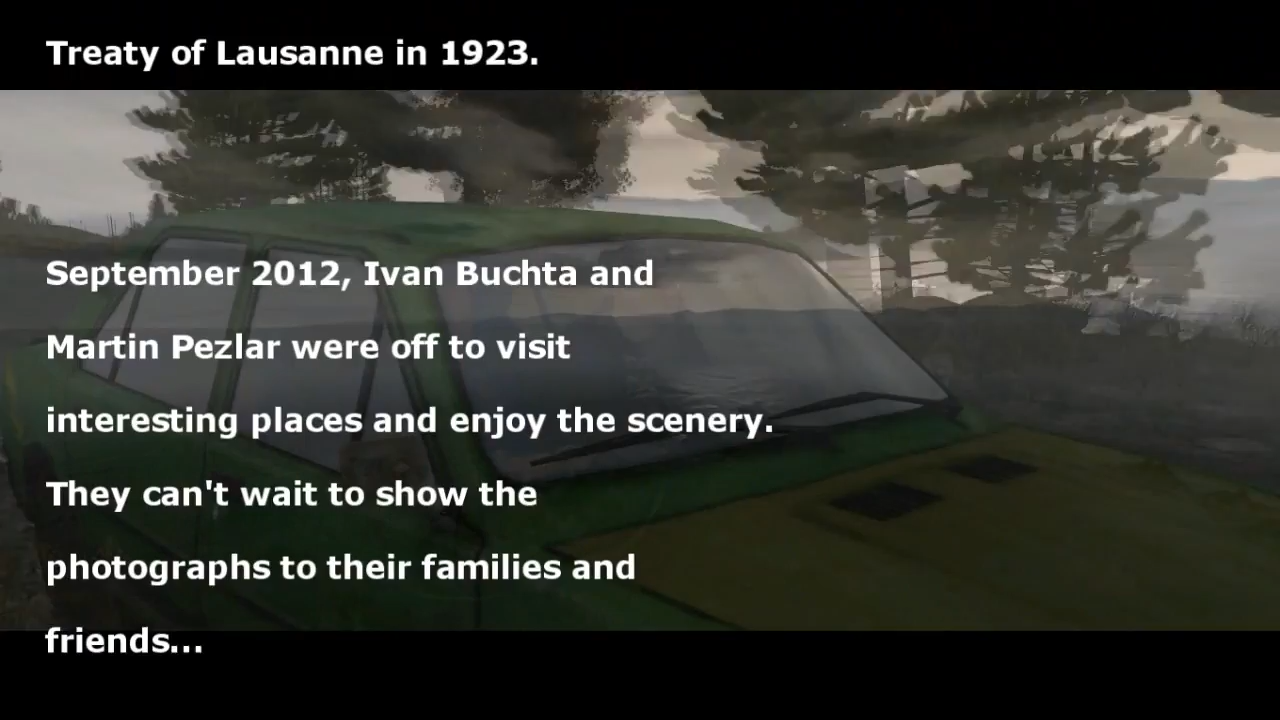 Treaty of Lausanne in 1923.
September 2012, Ivan Buchta and
Martin Pezlar were off to visit
interesting places and enjoy the scenery.
They can't wait to show the
photographs to their families and
friends...